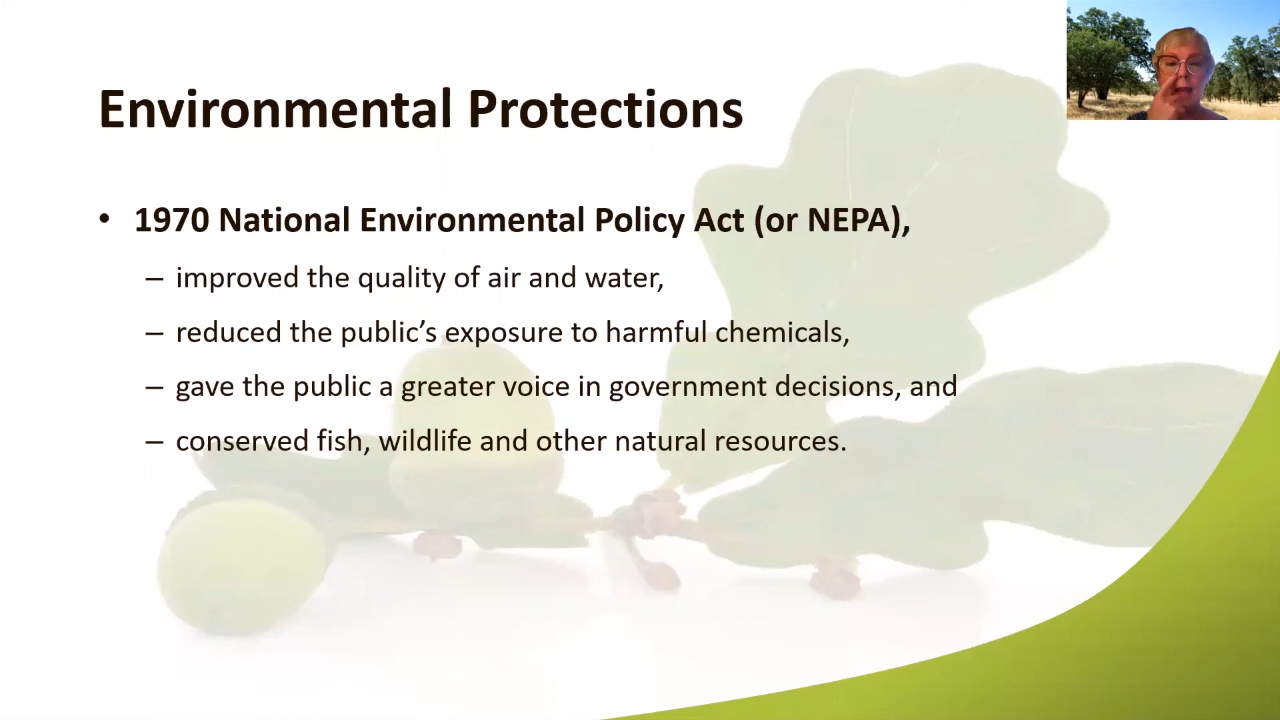 Environmental Protections
• 1970 National Environmental Policy Act (or NEPA),
– improved the quality of air and water,
– reduced the public’s exposure to harmful chemicals,
– gave the public a greater voice in government decisions, and
– conserved fish, wildlife and other natural resources.